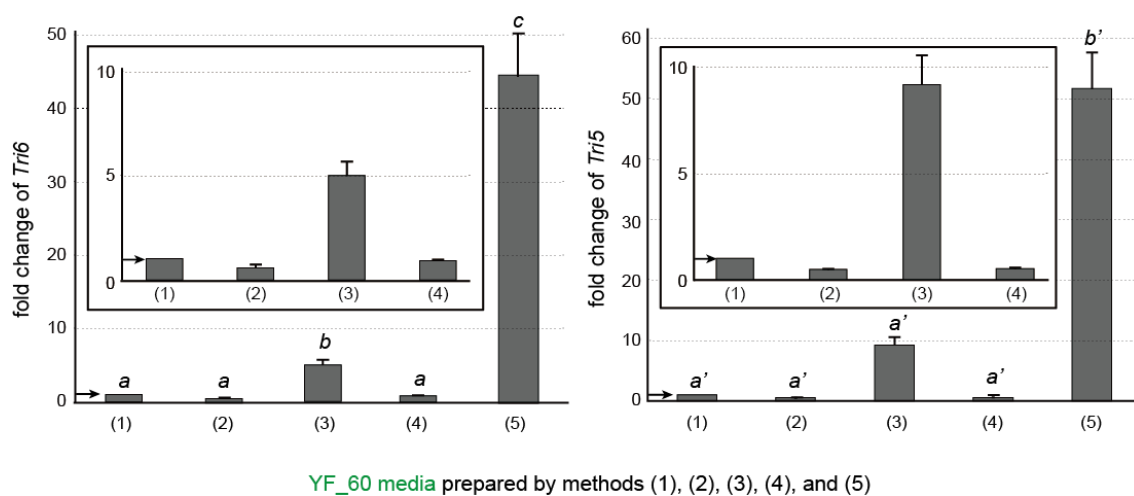 fold change of Tri6
50
40
30
20
10
0
10
5
0
(1) (2) (3) (4)
a a b a c
(1) (2) (3) (4) (5)
fold change of Tri5
60
50
40
30
20
10
0
10
5
0
(1) (2) (3) (4)
a’ a’ a’ a’ b’
(1) (2) (3) (4) (5)
YF_60 media prepared by methods (1), (2), (3), (4), and (5)